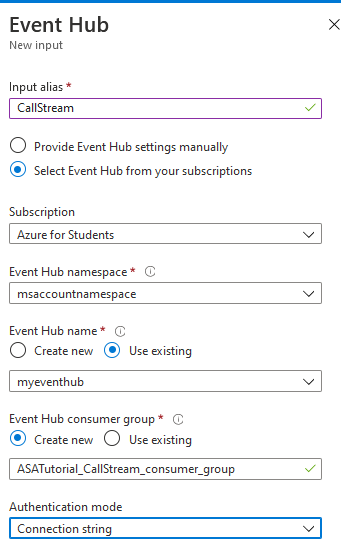 Event Hub
New input
Input alias *
CallStream
Provide Event Hub settings manually
Select Event Hub from your subscriptions
Subscription
Azure for Students
Event Hub namespace *
msaccountnamespace
Event Hub name *
Create new Use existing
myeventhub
Event Hub consumer group *
Create new Use existing
ASATutorial_CallStream_consumer_group
Authentication mode
Connection string